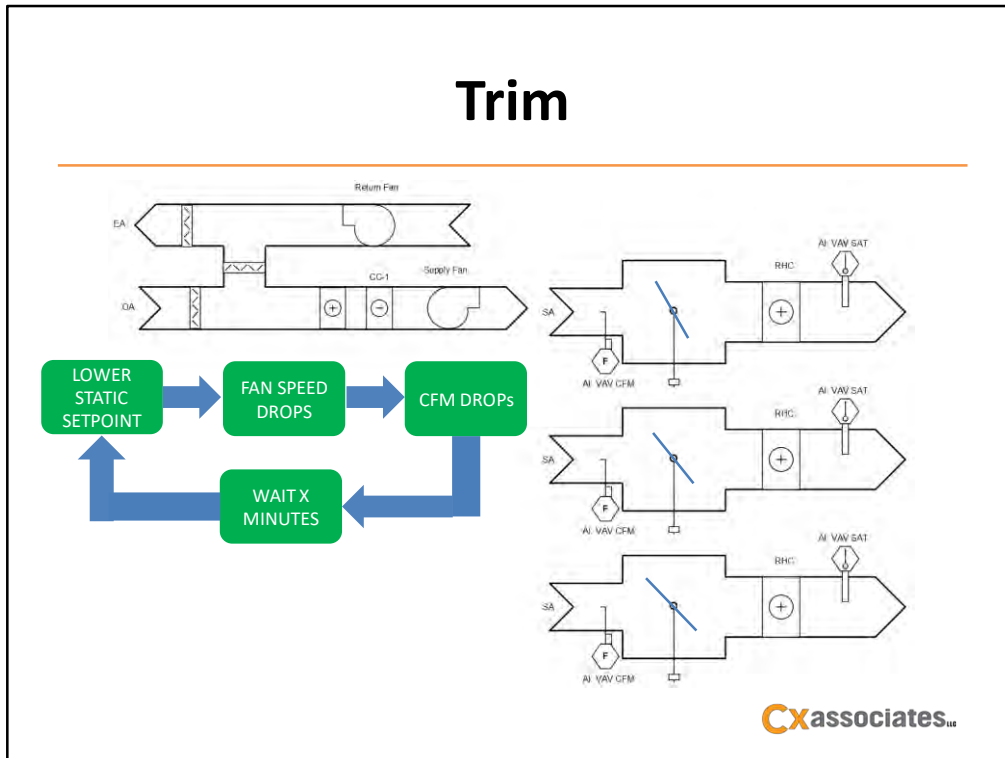 Trim
Return Fan
EA
CC-1
Supply Fan
OA
LOWER
STATIC
SETPOINT
FAN SPEED
DROPS
CFM DROPs
WAIT X
MINUTES
AI VAV SAT
RHC
SA
F
AI VAV CFM
AI VAV SAT
RHC
SA
F
AI VAV CFM
AI VAV SAT
RHC
SA
F
AI VAV CFM
Cxassociates LLC